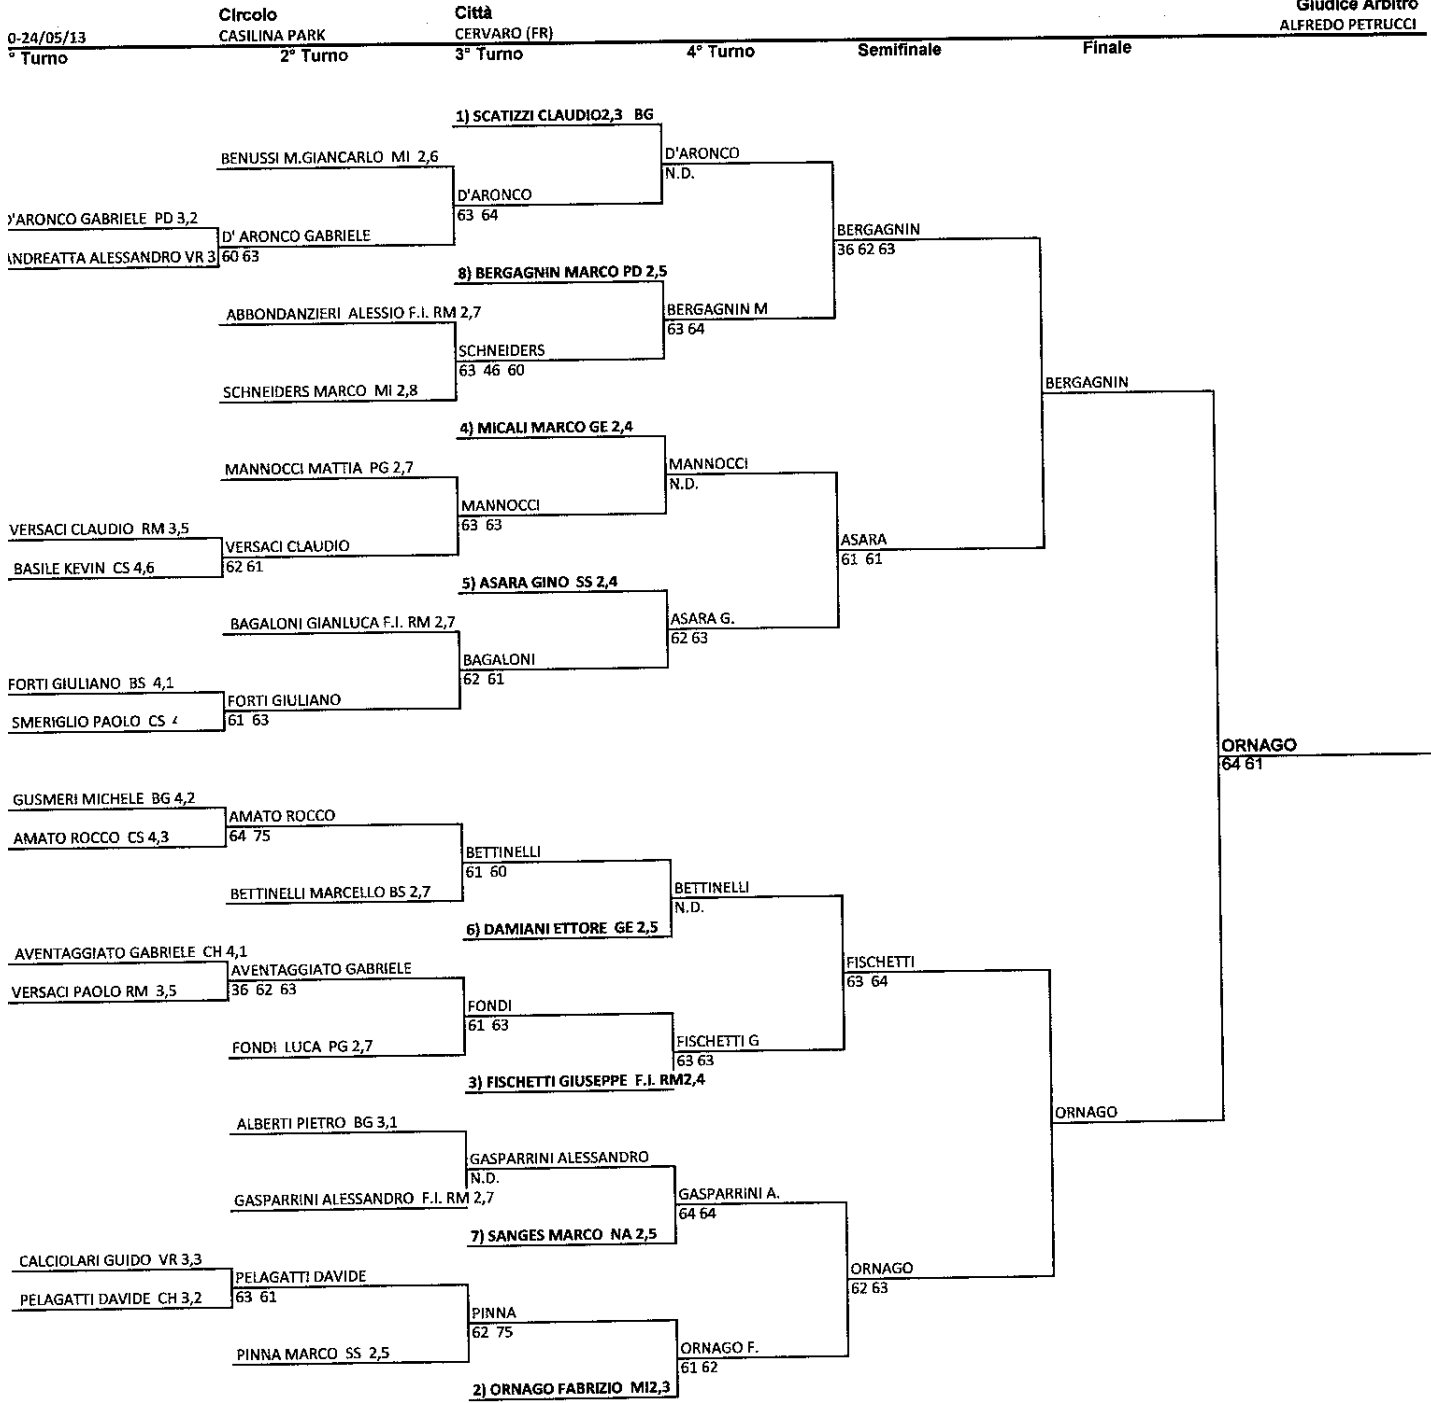 Circolo
Città
Giudice Arbitro
0-24/05/13
CASILINA PARK
CERVARO (FR)
ALFREDO PETRUCCI
° Turno
2° Turno
3° Turno
4° Turno
Semifinale
Finale
1) SCATIZZI CLAUDIO2,3 BG
BENUSSI M.GIANCARLO MI 2,6
D'ARONCO
N.D.
D'ARONCO
63 64
D'ARONCO GABRIELE PD 3,2
D' ARONCO GABRIELE
60 63
ANDREATTA ALESSANDRO VR 3
BERGAGNIN
36 62 63
8) BERGAGNIN MARCO PD 2,5
ABBONDANZIERI ALESSIO F.I. RM 2,7
BERGAGNIN M
63 64
SCHNEIDERS
63 46 60
SCHNEIDERS MARCO MI 2,8
BERGAGNIN
4) MICALI MARCO GE 2,4
MANNOCCI MATTIA PG 2,7
MANNOCCI
N.D.
MANNOCCI
63 63
VERSACI CLAUDIO RM 3,5
VERSACI CLAUDIO
62 61
BASILE KEVIN CS 4,6
ASARA
61 61
5) ASARA GINO SS 2,4
BAGALONI GIANLUCA F.I. RM 2,7
ASARA G.
62 63
BAGALONI
62 61
FORTI GIULIANO BS 4,1
FORTI GIULIANO
61 63
SMERIGLIO PAOLO CS
ORNAGO
64 61
GUSMERI MICHELE BG 4,2
AMATO ROCCO
64 75
AMATO ROCCO CS 4,3
BETTINELLI
61 60
BETTINELLI MARCELLO BS 2,7
BETTINELLI
N.D.
6) DAMIANI ETTORE GE 2,5
AVENTAGGIATO GABRIELE CH 4,1
AVENTAGGIATO GABRIELE
36 62 63
VERSACI PAOLO RM 3,5
FISCHETTI
63 64
FONDI
61 63
FONDI LUCA PG 2,7
FISCHETTI G
63 63
3) FISCHETTI GIUSEPPE F.I. RM2,4
ORNAGO
ALBERTI PIETRO BG 3,1
GASPARRINI ALESSANDRO
N.D.
GASPARRINI ALESSANDRO F.I. RM 2,7
GASPARRINI A.
64 64
7) SANGES MARCO NA 2,5
CALCIOLARI GUIDO VR 3,3
PELAGATTI DAVIDE
63 61
PELAGATTI DAVIDE CH 3,2
ORNAGO
62 63
PINNA
62 75
PINNA MARCO SS 2,5
ORNAGO F.
61 62
2) ORNAGO FABRIZIO MI2,3